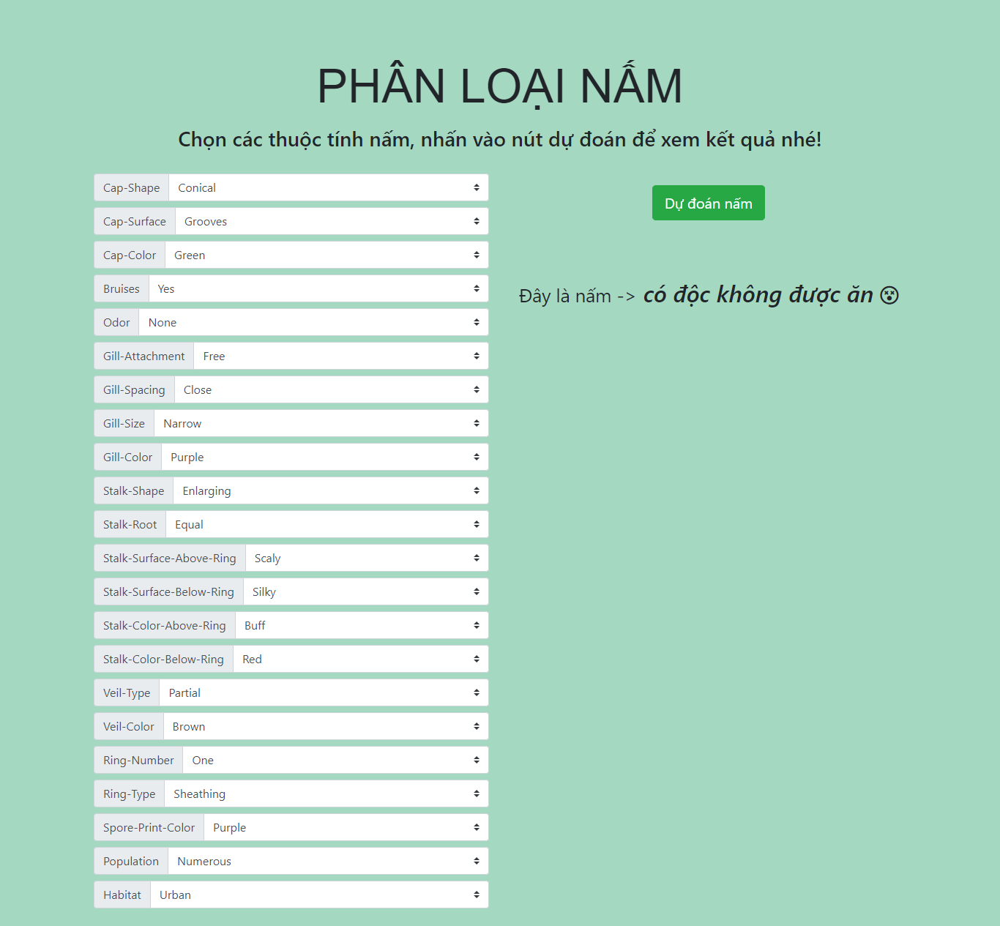 PHÂN LOẠI NẤM
Chọn các thuộc tính nấm, nhấn vào nút dự đoán để xem kết quả nhé!
Cap-Shape Conical
Cap-Surface Grooves
Cap-Color Green
Bruises Yes
Odor None
Gill-Attachment Free
Gill-Spacing Close
Gill-Size Narrow
Gill-Color Purple
Stalk-Shape Enlarging
Stalk-Root Equal
Stalk-Surface-Above-Ring Scaly
Stalk-Surface-Below-Ring Silky
Stalk-Color-Above-Ring Buff
Stalk-Color-Below-Ring Red
Veil-Type Partial
Veil-Color Brown
Ring-Number One
Ring-Type Sheathing
Spore-Print-Color Purple
Population Numerous
Habitat Urban
Dự đoán nấm
Đây là nấm -> có độc không được ăn 😵